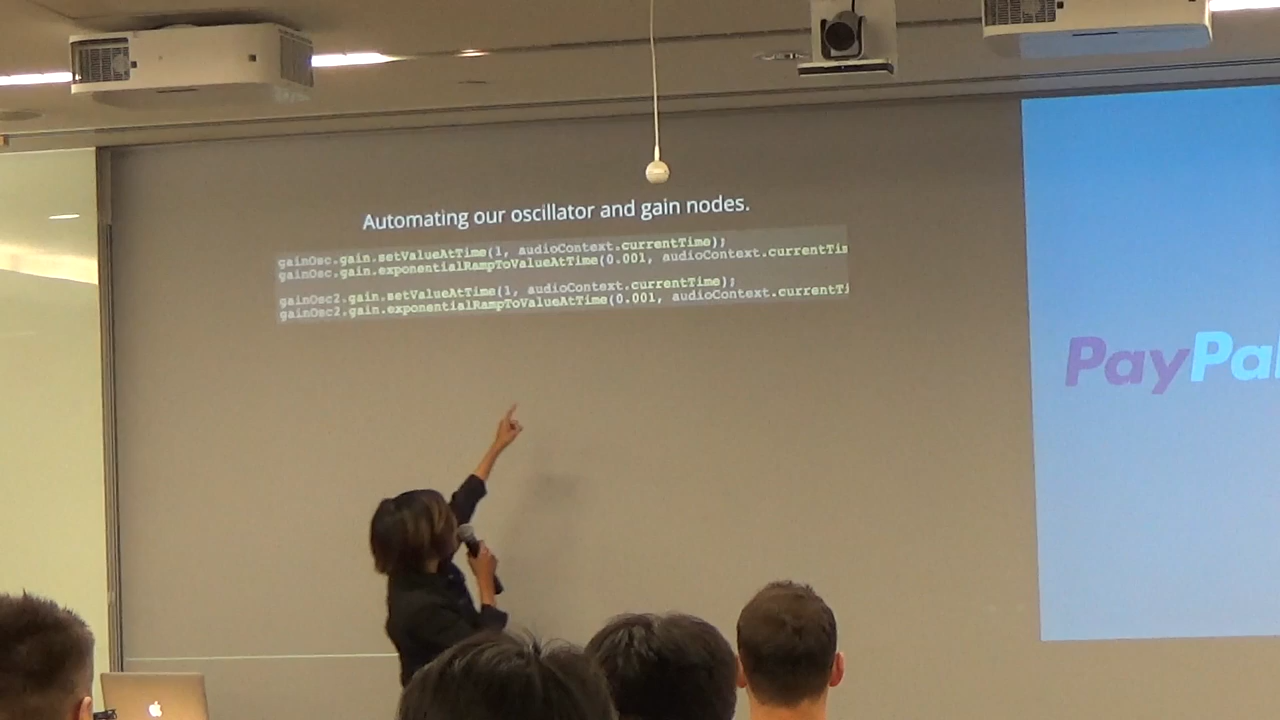 Automating our oscillator and gain nodes.
gainOsc.gain.setValueAtTime(1, audioContext.currentTime);
gainOsc.gain.exponentialRampToValueAtTime(0.001, audioContext.currentTim
gainOsc2.gain.setValueAtTime(1, audioContext.currentTime);
gainOsc2.gain.exponentialRampToValueAtTime(0.001, audioContext.currentTi
PayPal